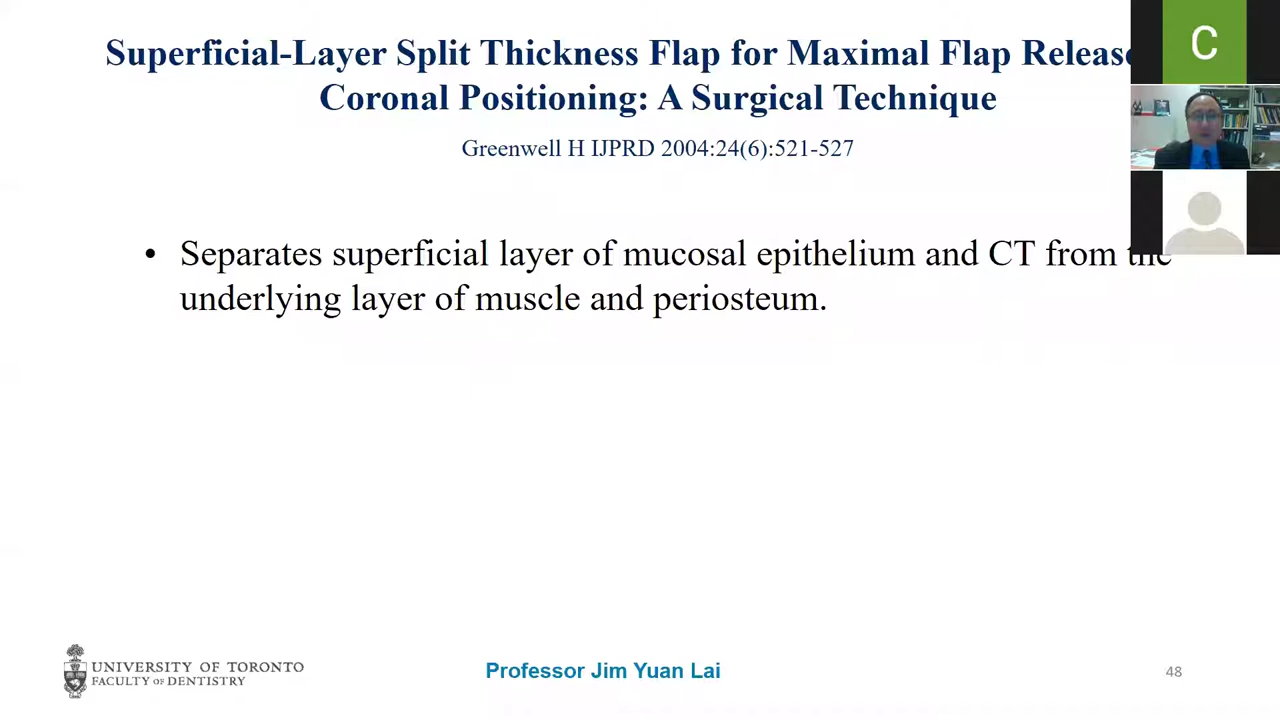 Superficial-Layer Split Thickness Flap for Maximal Flap Release
Coronal Positioning: A Surgical Technique
Greenwell H IJPRD 2004:24(6):521-527
• Separates superficial layer of mucosal epithelium and CT from the
underlying layer of muscle and periosteum.
C
UNIVERSITY OF TORONTO
FACULTY OF DENTISTRY
Professor Jim Yuan Lai
48